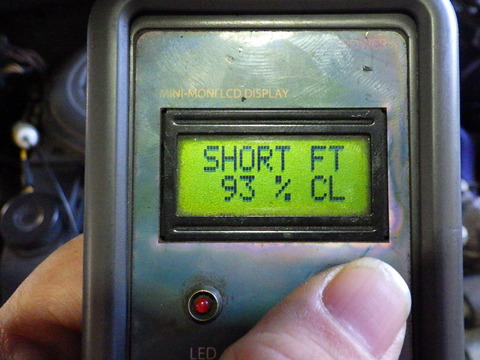 MINI-MONI LCD DISPLAY
SHORT FT
93 % CL
LED